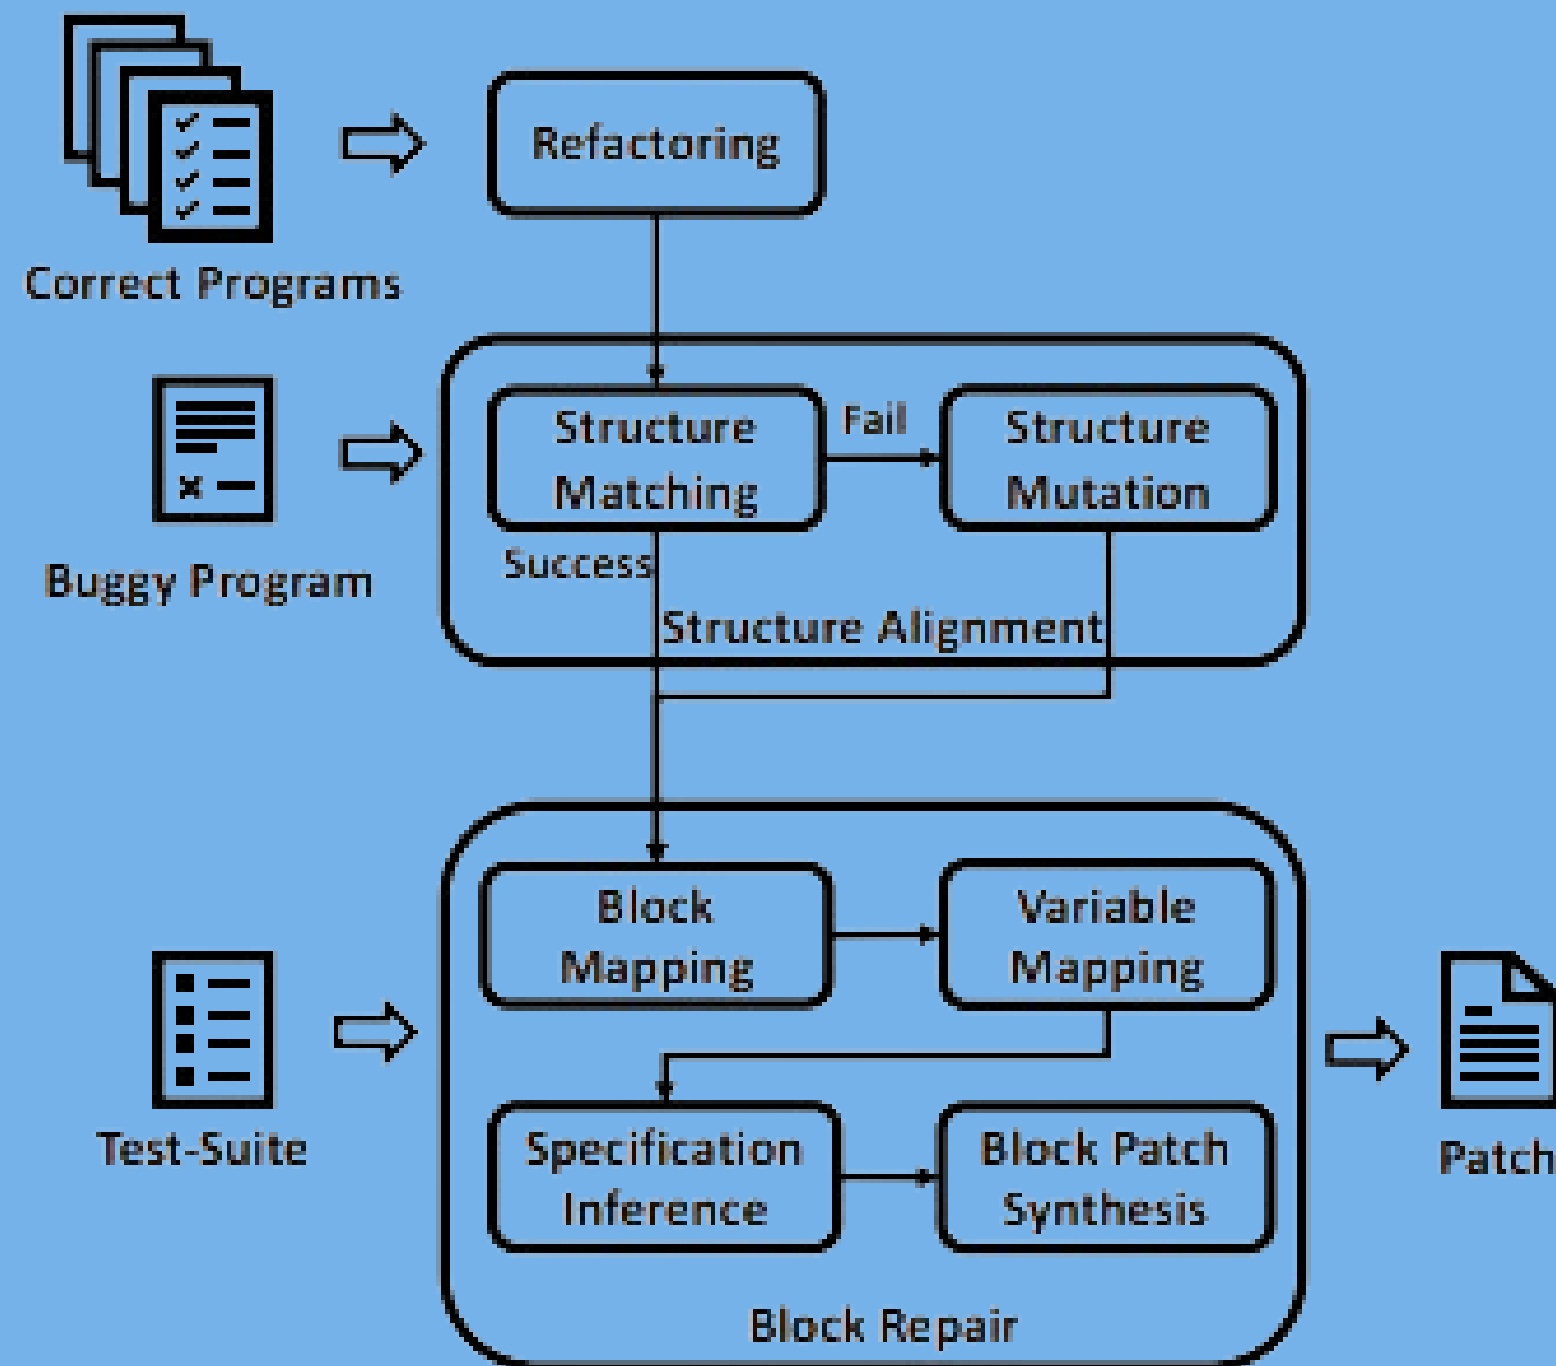 Refactoring
Correct Programs
Structure
Matching
Fail
Structure
Mutation
Buggy Program
Success
Structure Alignment
Block
Mapping
Variable
Mapping
Test-Suite
Specification
Inference
Block Patch
Synthesis
Patch
Block Repair